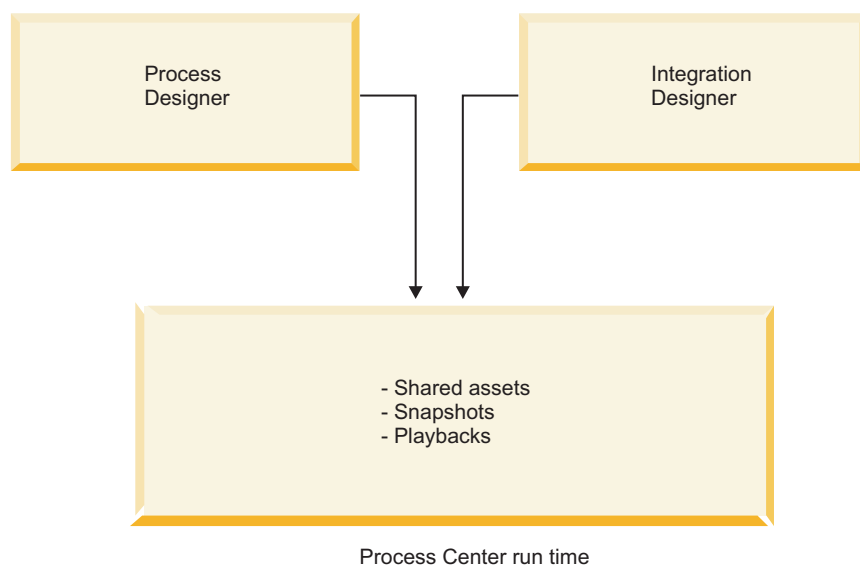 Process
Designer
Integration
Designer
- Shared assets
- Snapshots
- Playbacks
Process Center run time